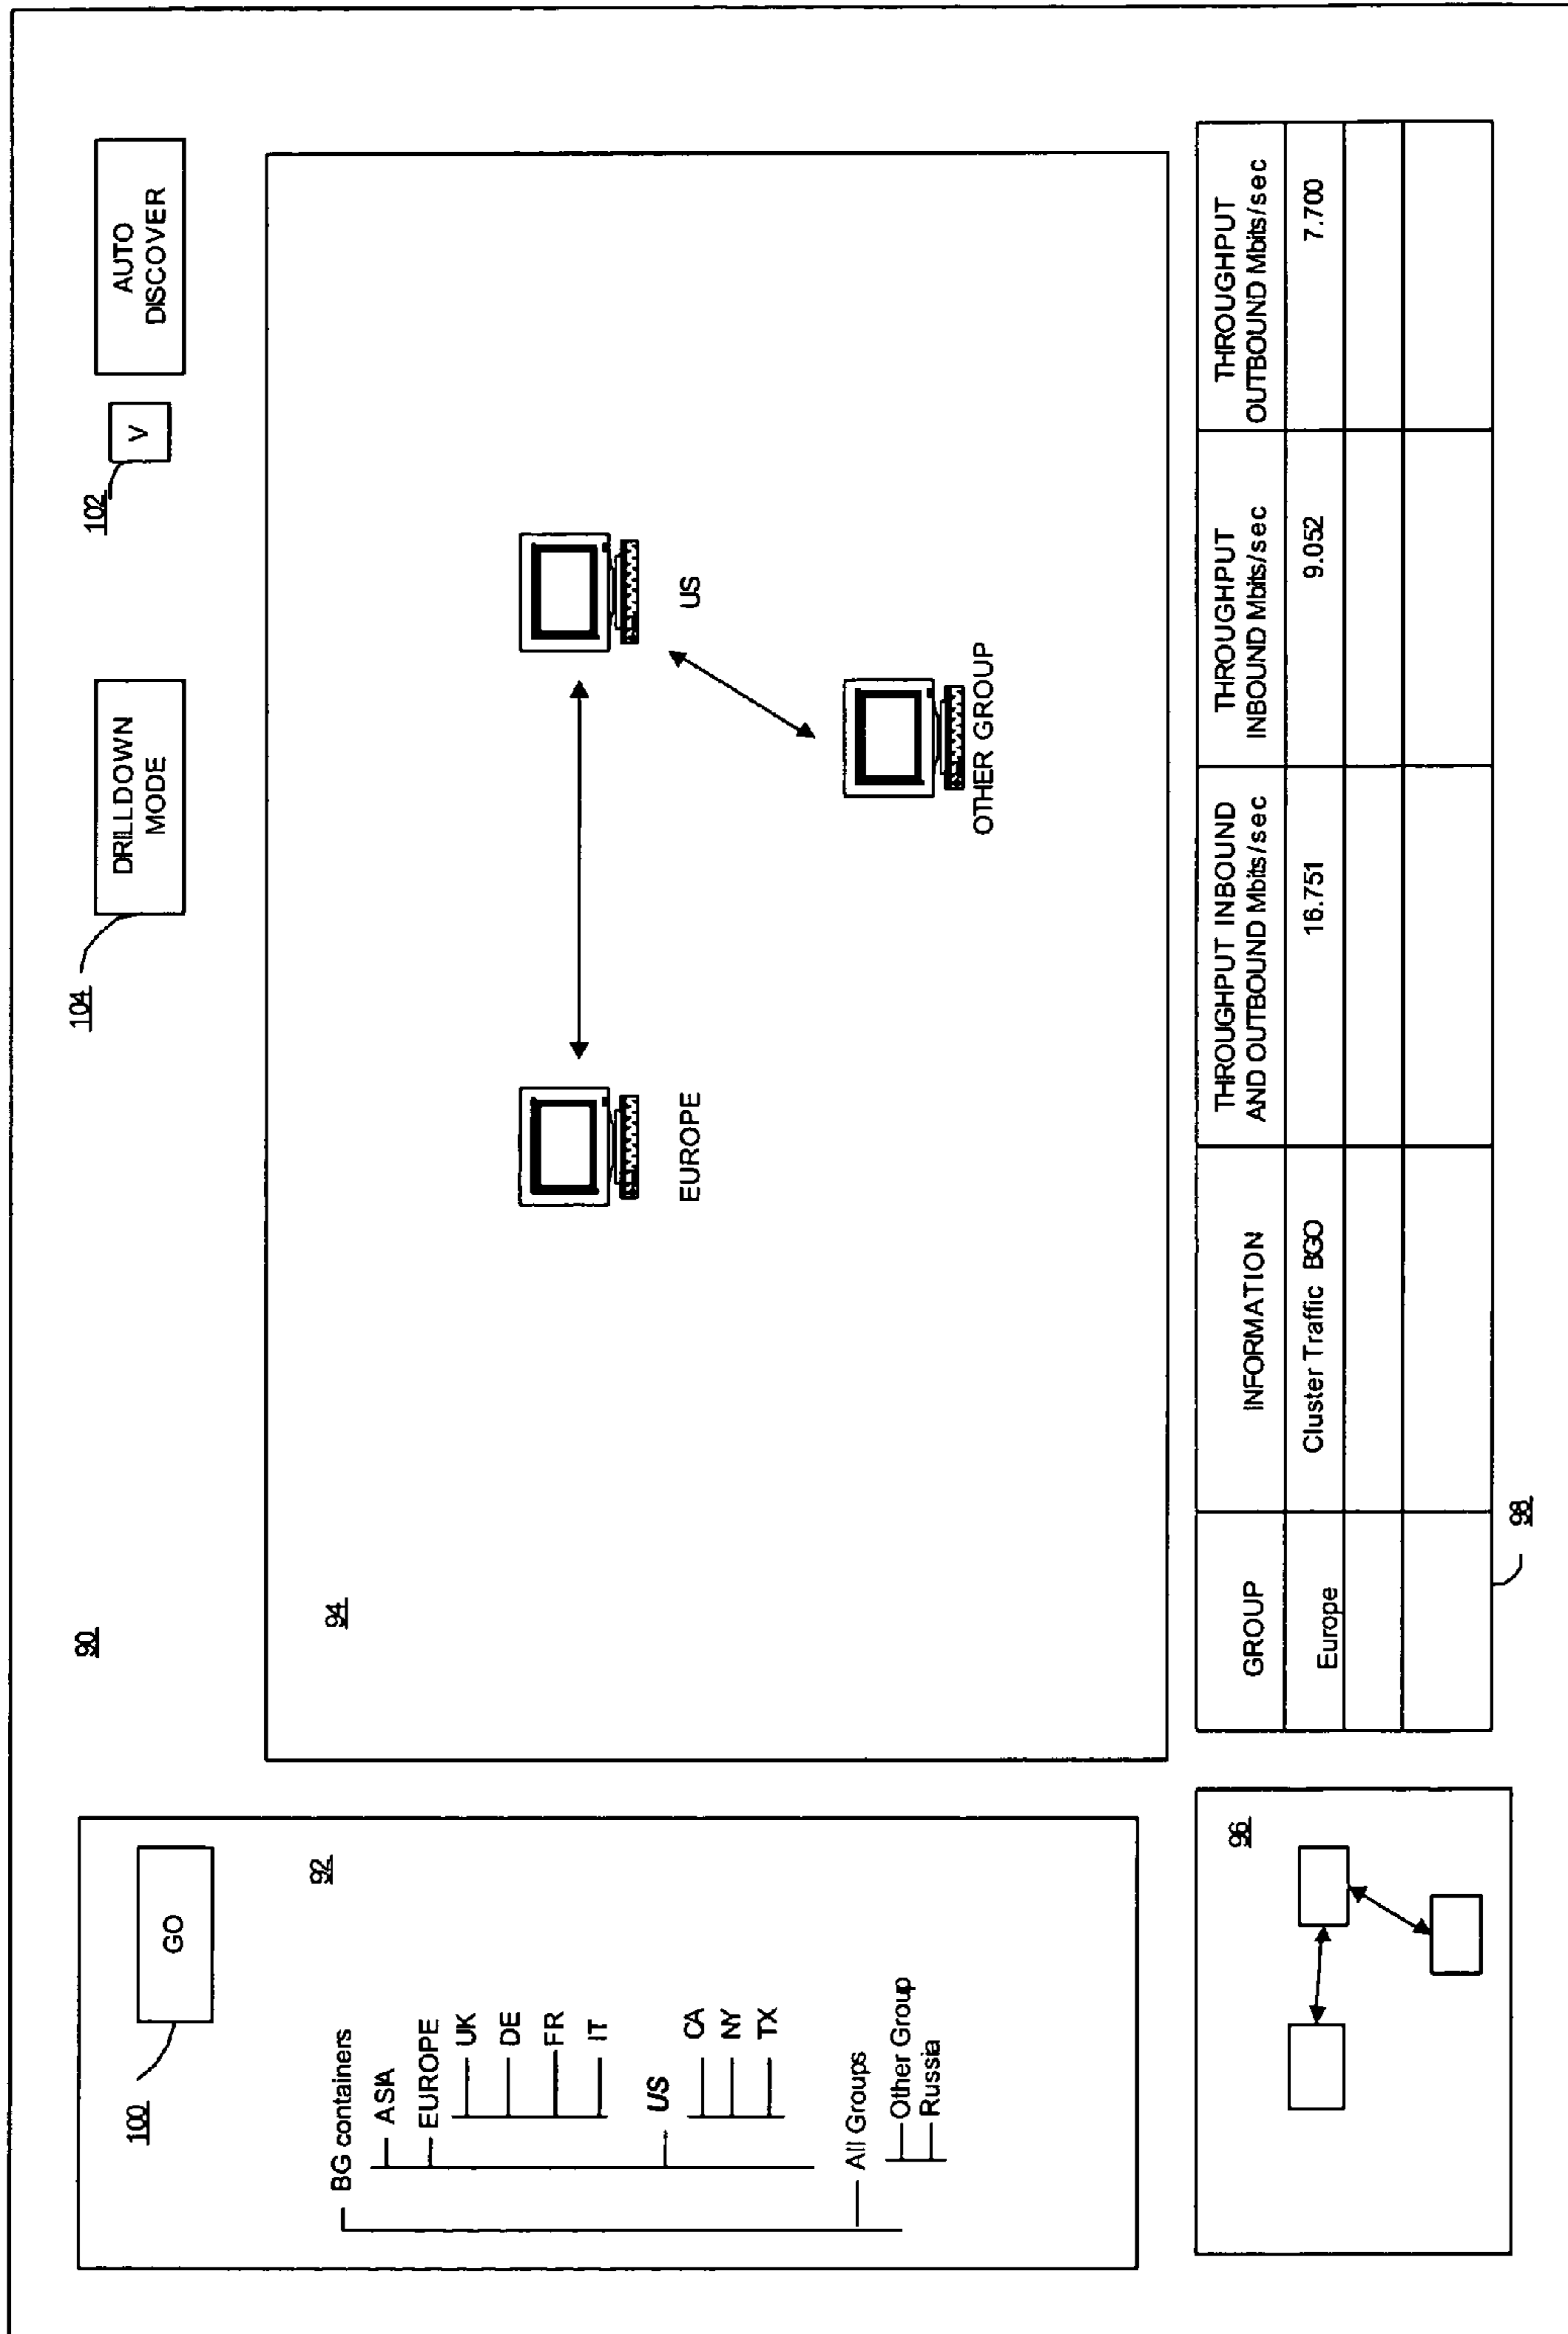 90
104
DRILLDOWN
MODE
102
V
AUTO
DISCOVER
100
GO
92
BG containers
ASIA
EUROPE
UK
DE
FR
IT
US
CA
NY
TX
All Groups
Other Group
Russia
94
EUROPE
US
OTHER GROUP
96
GROUP
INFORMATION
THROUGHPUT INBOUND
AND OUTBOUND Mbits/sec
THROUGHPUT
INBOUND Mbits/sec
THROUGHPUT
OUTBOUND Mbits/sec
Europe
Cluster Traffic BGO
16.751
9.052
7.700
98